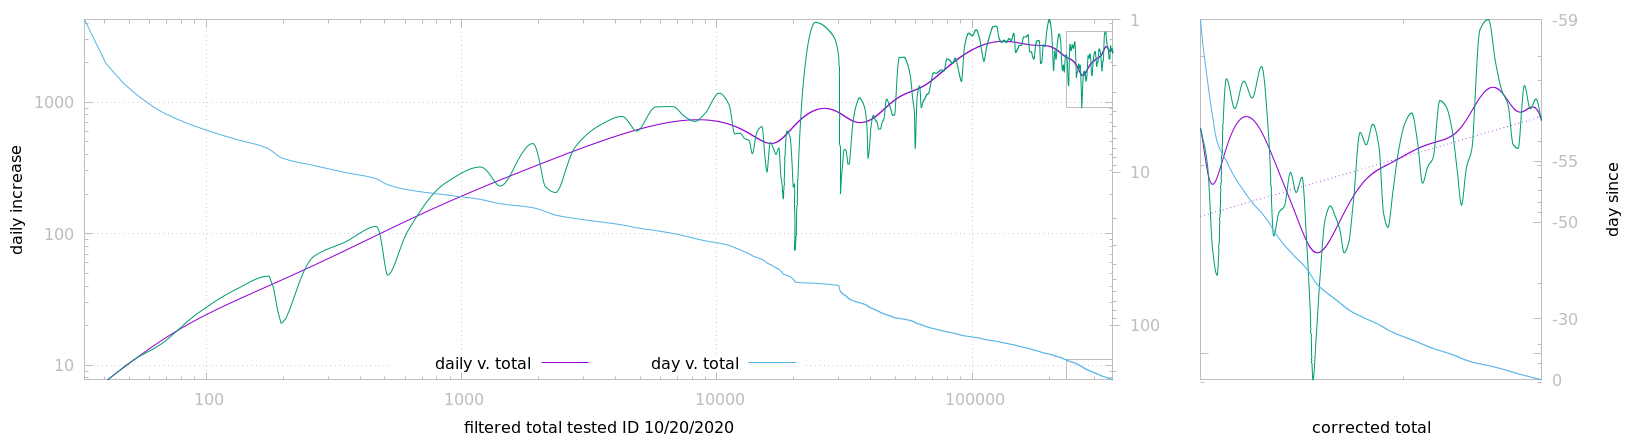 1
-59
1000
daily increase
10
-55
day since
100
-50
100
-30
10
daily v. total
day v. total
0
100
1000
10000
100000
filtered total tested ID 10/20/2020
corrected total